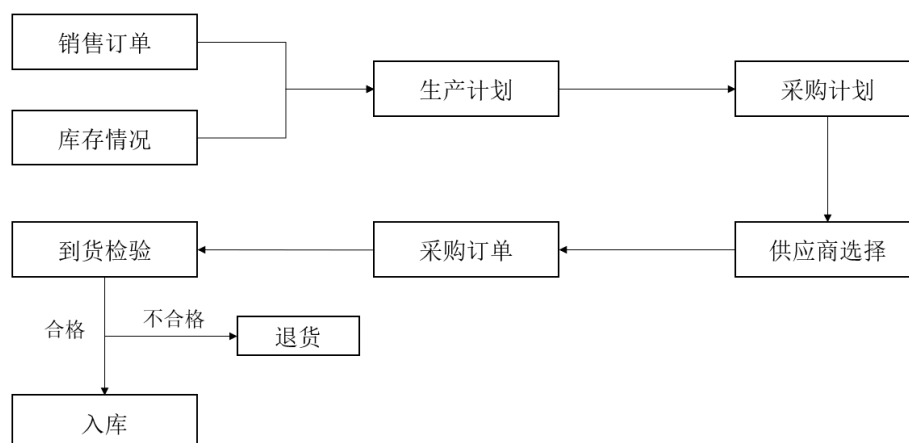 销售订单
库存情况
生产计划
采购计划
到货检验
采购订单
供应商选择
合格
不合格
退货
入库